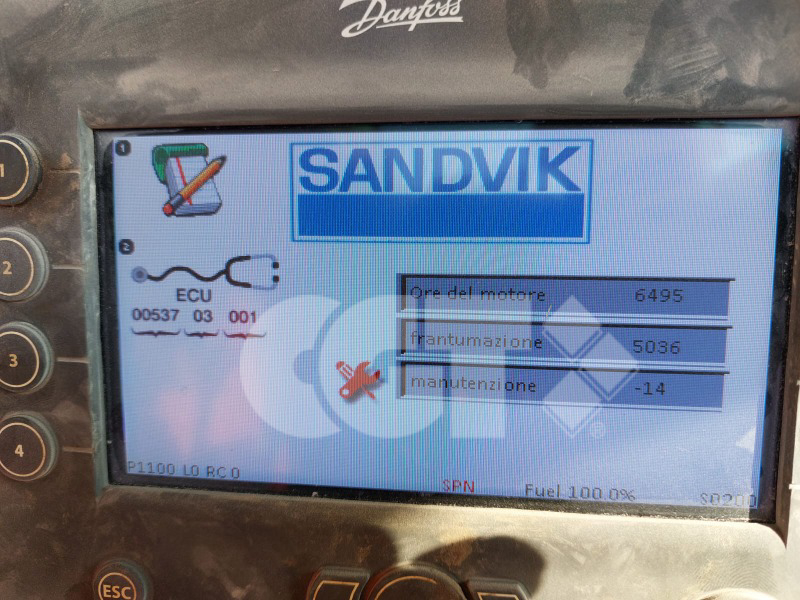 Danfoss
1
SANDVIK
1
2
2
ECU
00537 03 001
Ore del motore 6495
frantumazione 5036
3
manutenzione -14
4
P1100 L0 RC 0
SPN
Fuel 100.0%
S0200
ESC